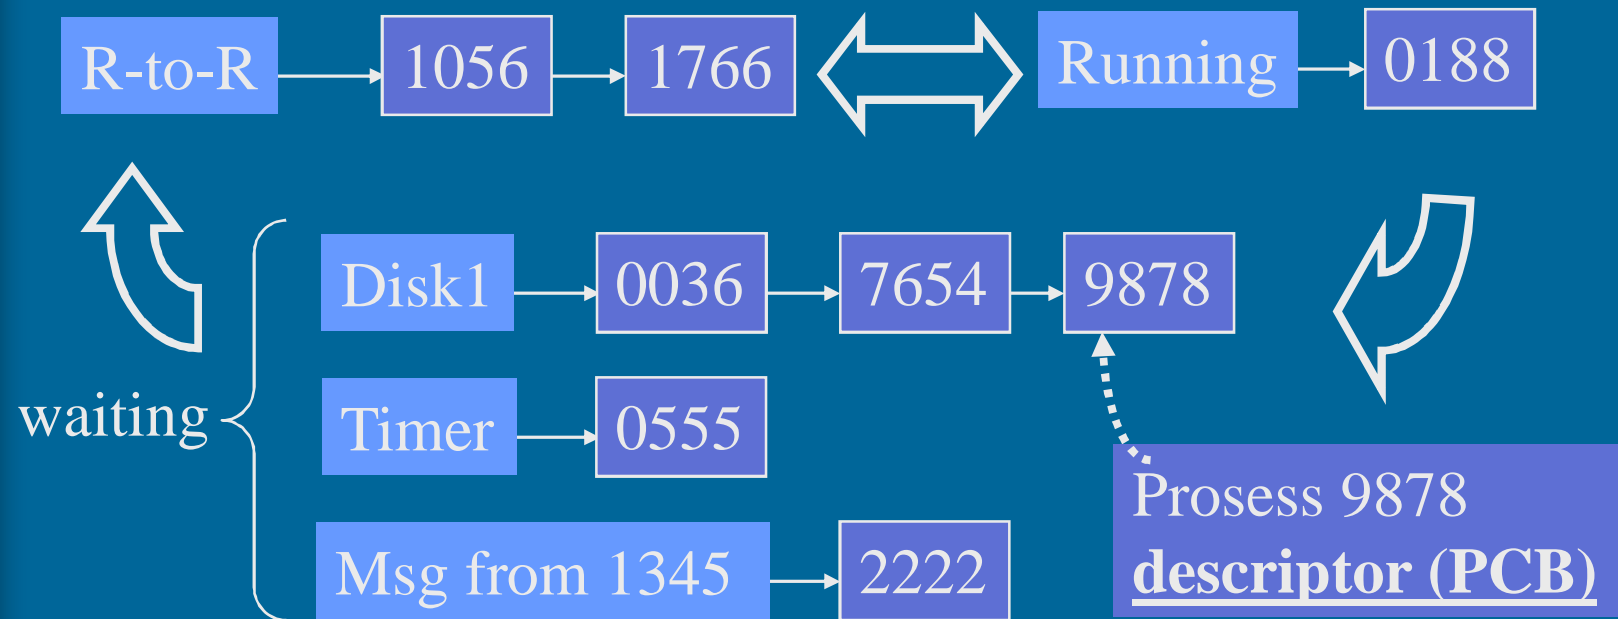 R-to-R 1056 1766 Running 0188
Disk1 0036 7654 9878
waiting
Timer 0555
Prosess 9878
descriptor (PCB)
Msg from 1345 2222